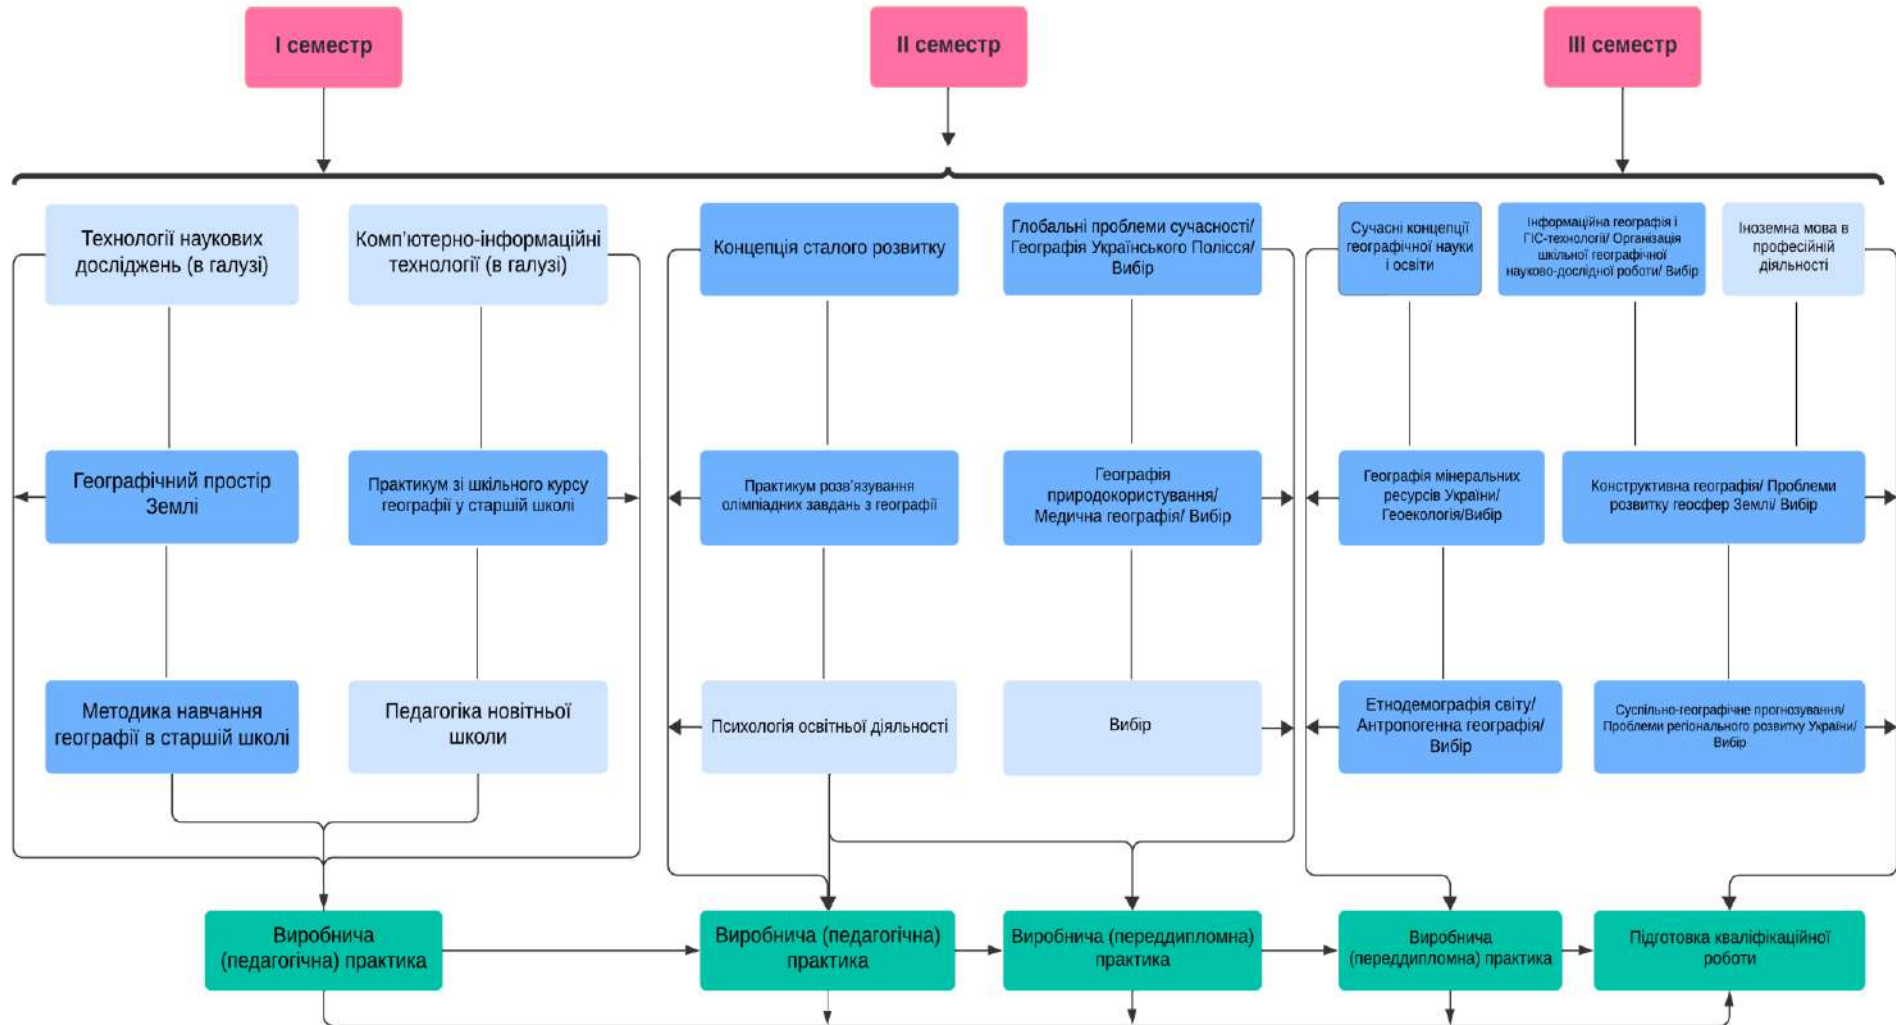 І семестр
ІІ семестр
ІІІ семестр
Технології наукових
досліджень (в галузі)
Комп’ютерно-інформаційні
технології (в галузі)
Концепція сталого розвитку
Глобальні проблеми сучасності/
Географія Українського Полісся/
Вибір
Сучасні концепції
географічної науки
і освіти
Інформаційна географія і
ГІС-технології/ Організація
шкільної географічної
науково-дослідної роботи/ Вибір
Іноземна мова в
професійній
діяльності
Географічний простір
Землі
Практикум зі шкільного курсу
географії у старшій школі
Практикум розв’язування
олімпіадних завдань з географії
Географія
природокористування/
Медична географія/ Вибір
Географія мінеральних
ресурсів України/
Геоекологія/Вибір
Конструктивна географія/ Проблеми
розвитку геосфер Землі/ Вибір
Методика навчання
географії в старшій школі
Педагогіка новітньої
школи
Психологія освітньої діяльності
Вибір
Етнодемографія світу/
Антропогенна географія/
Вибір
Суспільно-географічне прогнозування/
Проблеми регіонального розвитку України/
Вибір
Виробнича
(педагогічна) практика
Виробнича (педагогічна)
практика
Виробнича (переддипломна)
практика
Виробнича
(переддипломна) практика
Підготовка кваліфікаційної
роботи